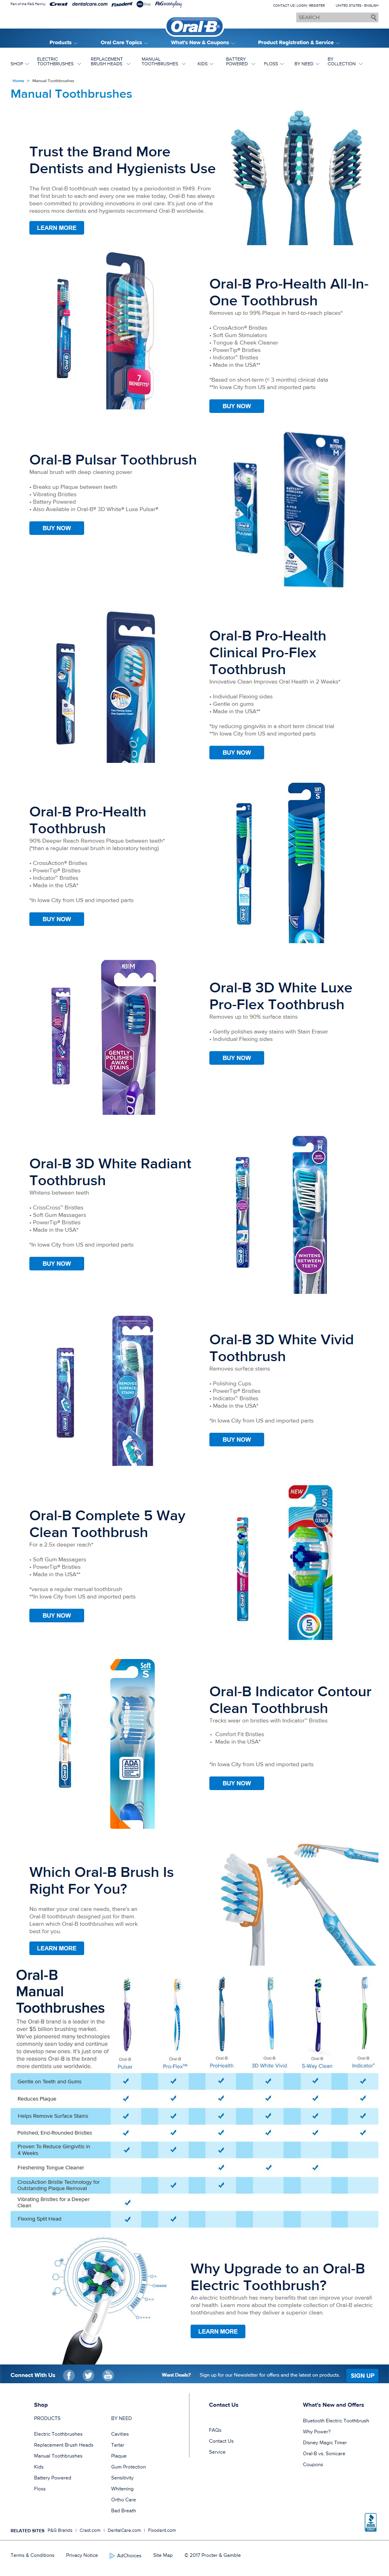 Part of the P&G Family
Crest
dentalcare.com
Fixodent
P&Geveryday
CONTACT US
LOGIN
REGISTER
UNITED STATES - ENGLISH
Oral-B
SEARCH
Products
Oral Care Topics
What's New & Coupons
Product Registration & Service
SHOP
ELECTRIC TOOTHBRUSHES
REPLACEMENT BRUSH HEADS
MANUAL TOOTHBRUSHES
KIDS
BATTERY POWERED
FLOSS
BY NEED
BY COLLECTION
Home > Manual Toothbrushes
Manual Toothbrushes
Trust the Brand More
Dentists and Hygienists Use
The first Oral-B toothbrush was created by a periodontist in 1949. From
that first brush to each and every one we make today, Oral-B has always
been committed to providing innovations in oral care. It's just one of the
reasons more dentists and hygienists recommend Oral-B worldwide.
LEARN MORE
7
BENEFITS*
Oral-B Pro-Health All-In-
One Toothbrush
Removes up to 99% Plaque in hard-to-reach places*
• CrossAction® Bristles
• Soft Gum Stimulators
• Tongue & Cheek Cleaner
• PowerTip® Bristles
• Indicator™ Bristles
• Made in the USA**
*Based on short-term (< 3 months) clinical data
**In Iowa City from US and imported parts
BUY NOW
Oral-B Pulsar Toothbrush
Manual brush with deep cleaning power
• Breaks up Plaque between teeth
• Vibrating Bristles
• Battery Powered
• Also Available in Oral-B® 3D White® Luxe Pulsar®
BUY NOW
Oral-B Pro-Health
Clinical Pro-Flex
Toothbrush
Innovative Clean Improves Oral Health in 2 Weeks*
• Individual Flexing sides
• Gentle on gums
• Made in the USA**
*by reducing gingivitis in a short term clinical trial
**In Iowa City from US and imported parts
BUY NOW
Oral-B Pro-Health
Toothbrush
90% Deeper Reach Removes Plaque between teeth*
(*than a regular manual brush in laboratory testing)
• CrossAction® Bristles
• PowerTip® Bristles
• Indicator™ Bristles
• Made in the USA*
*In Iowa City from US and imported parts
BUY NOW
GENTLY
POLISHES
AWAY
STAINS
Oral-B 3D White Luxe
Pro-Flex Toothbrush
Removes up to 90% surface stains
• Gently polishes away stains with Stain Eraser
• Individual Flexing sides
BUY NOW
Oral-B 3D White Radiant
Toothbrush
Whitens between teeth
• CrissCross™ Bristles
• Soft Gum Massagers
• PowerTip® Bristles
• Made in the USA*
*In Iowa City from US and imported parts
BUY NOW
WHITENS
BETWEEN
TEETH
REMOVES
SURFACE
STAINS
Oral-B 3D White Vivid
Toothbrush
Removes surface stains
• Polishing Cups
• PowerTip® Bristles
• Indicator™ Bristles
• Made in the USA*
*In Iowa City from US and imported parts
BUY NOW
Oral-B Complete 5 Way
Clean Toothbrush
For a 2.5x deeper reach*
• Soft Gum Massagers
• PowerTip® Bristles
• Made in the USA**
*versus a regular manual toothbrush
**In Iowa City from US and imported parts
BUY NOW
NEW
Soft
S
TONGUE
CLEANER
5
Soft
S
ADA
Oral-B Indicator Contour
Clean Toothbrush
Tracks wear on bristles with Indicator™ Bristles
• Comfort Fit Bristles
• Made in the USA*
*In Iowa City from US and imported parts
BUY NOW
Which Oral-B Brush Is
Right For You?
No matter your oral care needs, there's an
Oral-B toothbrush designed just for them.
Learn which Oral-B toothbrushes will work
best for you.
LEARN MORE
Oral-B
Manual
Toothbrushes
The Oral-B brand is a leader in the
over $5 billion brushing market.
We've pioneered many technologies
commonly seen today and continue
to develop new ones. It's just one of
the reasons Oral-B is the brand
more dentists use worldwide.
Oral-B Pulsar
Oral-B Pro-Flex™
Oral-B ProHealth
Oral-B 3D White Vivid
Oral-B 5-Way Clean
Oral-B Indicator®
Gentle on Teeth and Gums
Reduces Plaque
Helps Remove Surface Stains
Polished, End-Rounded Bristles
Proven To Reduce Gingivitis in
4 Weeks
Freshening Tongue Cleaner
CrossAction Bristle Technology for
Outstanding Plaque Removal
Vibrating Bristles for a Deeper
Clean
Flexing Split Head
Why Upgrade to an Oral-B
Electric Toothbrush?
An electric toothbrush has many benefits that can improve your overall
oral health. Learn more about the complete collection of Oral-B electric
toothbrushes and how they deliver a superior clean.
LEARN MORE
Connect With Us
Want Deals?
Sign up for our Newsletter for offers and the latest on products.
SIGN UP
Shop
PRODUCTS
Electric Toothbrushes
Replacement Brush Heads
Manual Toothbrushes
Kids
Battery Powered
Floss
BY NEED
Cavities
Tartar
Plaque
Gum Protection
Sensitivity
Whitening
Ortho Care
Bad Breath
Contact Us
FAQs
Contact Us
Service
What's New and Offers
Bluetooth Electric Toothbrush
Why Power?
Disney Magic Timer
Oral-B vs. Sonicare
Coupons
RELATED SITES P&G Brands | Crest.com | DentalCare.com | Fixodent.com
BBB
Terms & Conditions
Privacy Notice
AdChoices
Site Map
© 2017 Procter & Gamble